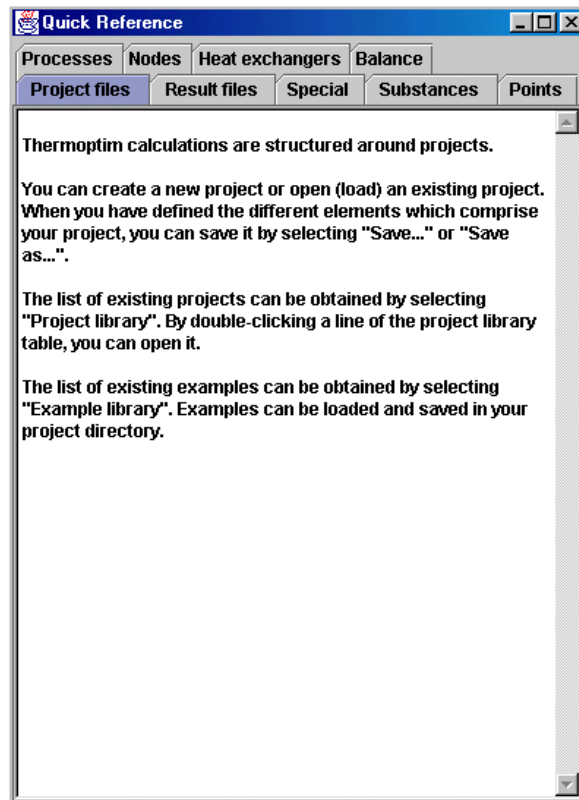 Quick Reference
Processes Nodes Heat exchangers Balance
Project files Result files Special Substances Points
Thermoptim calculations are structured around projects.
You can create a new project or open (load) an existing project.
When you have defined the different elements which comprise
your project, you can save it by selecting "Save..." or "Save
as...".
The list of existing projects can be obtained by selecting
"Project library". By double-clicking a line of the project library
table, you can open it.
The list of existing examples can be obtained by selecting
"Example library". Examples can be loaded and saved in your
project directory.